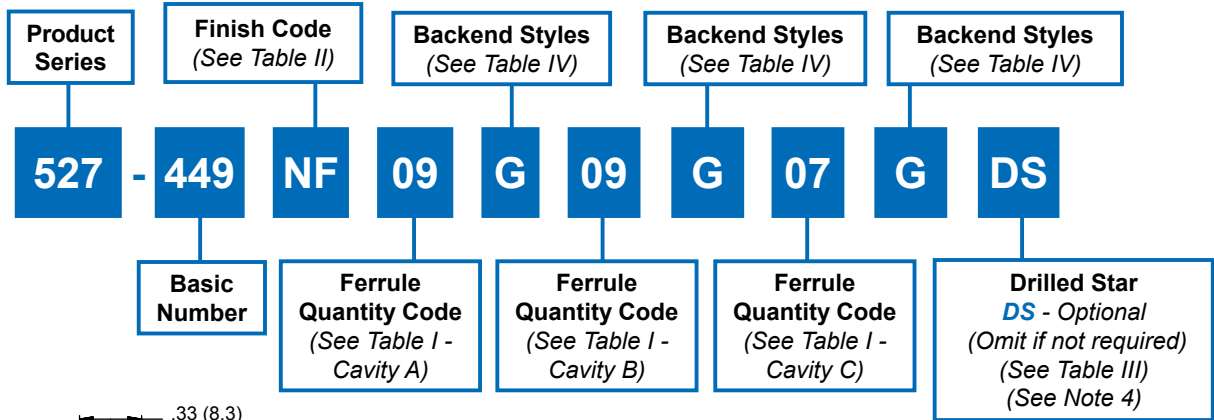 Product
Series
Finish Code
(See Table II)
Backend Styles
(See Table IV)
Backend Styles
(See Table IV)
Backend Styles
(See Table IV)
527 - 449 NF 09 G 09 G 07 G DS
Basic
Number
Ferrule
Quantity Code
(See Table I -
Cavity A)
Ferrule
Quantity Code
(See Table I -
Cavity B)
Ferrule
Quantity Code
(See Table I -
Cavity C)
Drilled Star
DS - Optional
(Omit if not required)
(See Table III)
(See Note 4)
.33 (8.3)